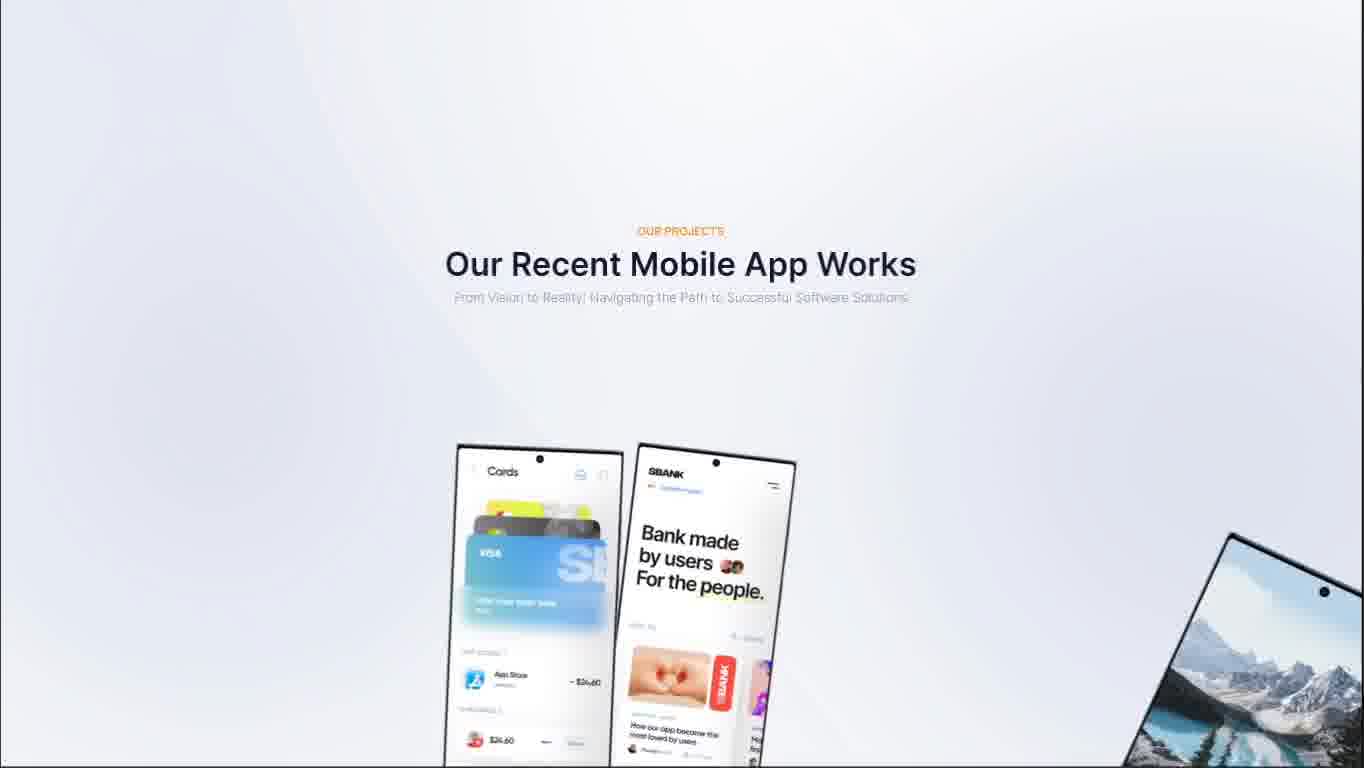 OUR PROJECTS
Our Recent Mobile App Works
From Vision to Reality: Navigating the Path to Successful Software Solutions
Cards
VISA
App Store
- $24,60
$24,60
SBANK
Bank made
by users
For the people.
SBANK
How our app became the
most loved by users